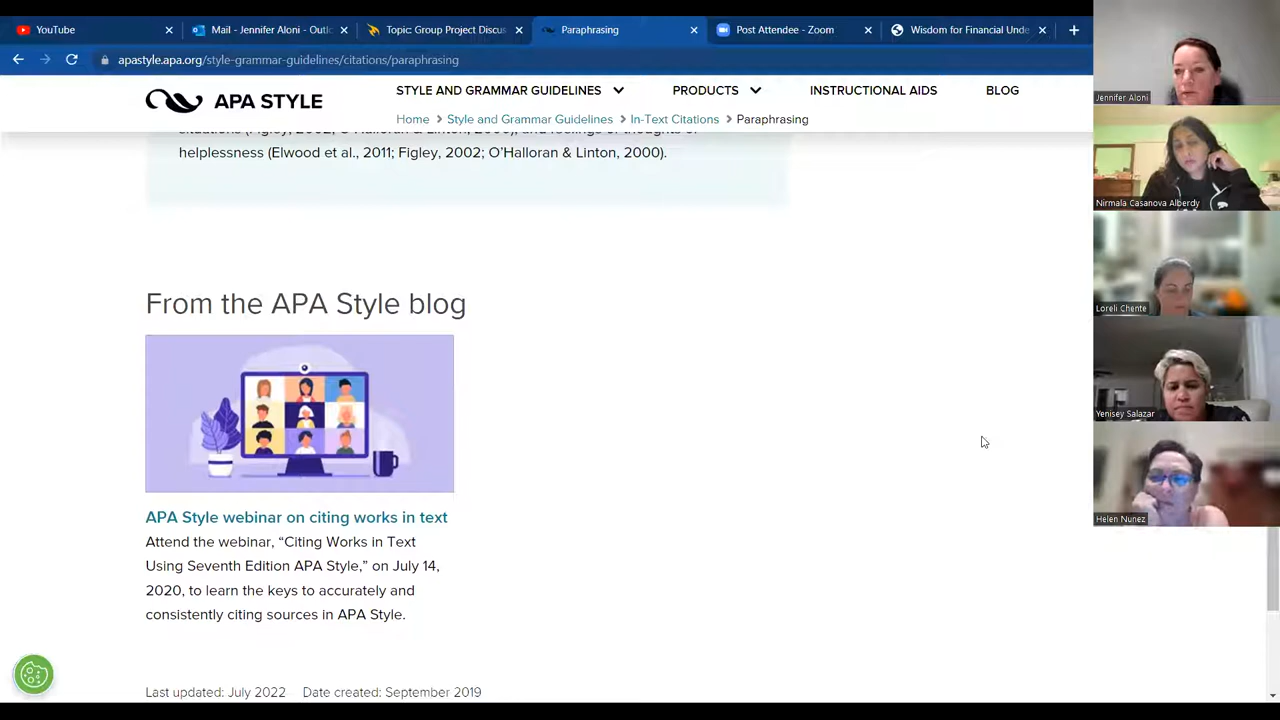 YouTube
Mail - Jennifer Aloni - Outlo
Topic: Group Project Discus
Paraphrasing
Post Attendee - Zoom
Wisdom for Financial Unde
apastyle.apa.org/style-grammar-guidelines/citations/paraphrasing
APA STYLE
STYLE AND GRAMMAR GUIDELINES
PRODUCTS
INSTRUCTIONAL AIDS
BLOG
Home > Style and Grammar Guidelines > In-Text Citations > Paraphrasing
helplessness (Elwood et al., 2011; Figley, 2002; O’Halloran & Linton, 2000).
From the APA Style blog
APA Style webinar on citing works in text
Attend the webinar, “Citing Works in Text
Using Seventh Edition APA Style,” on July 14,
2020, to learn the keys to accurately and
consistently citing sources in APA Style.
Last updated: July 2022 Date created: September 2019
Jennifer Aloni
Nirmala Casanova Alberdy
Loreli Chente
Yenisey Salazar
Helen Nunez